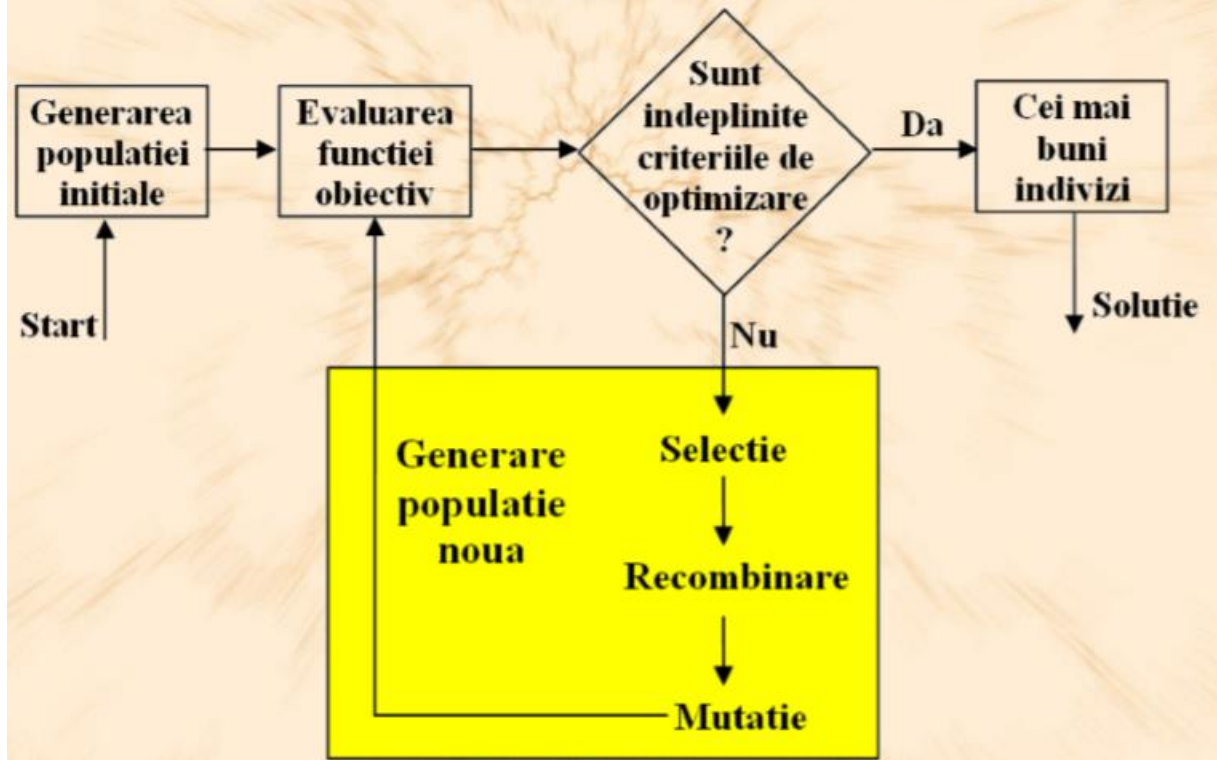 Generarea
populatiei
initiale
Start
Evaluarea
functiei
obiectiv
Sunt
indeplinite
criteriile de
optimizare
?
Da
Cei mai
buni
indivizi
Solutie
Nu
Generare
populatie
noua
Selectie
Recombinare
Mutatie